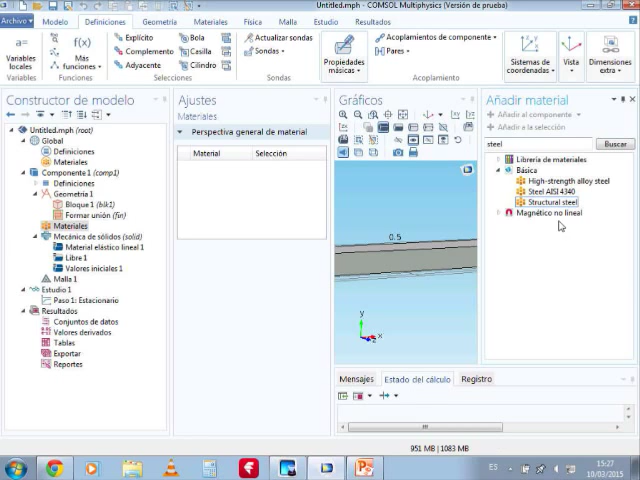 Untitled.mph - COMSOL Multiphysics (Versión de prueba)
Archivo Modelo Definiciones Geometría Materiales Física Malla Estudio Resultados
a= Variables locales
f(x) Más funciones
Explícito Complemento Adyacente
Bola Casilla Cilindro
Actualizar sondas
Sondas
Propiedades másicas
Acoplamientos de componente
Pares
Sistemas de coordenadas
Vista
Dimensiones extra
Variables Funciones Selecciones Sondas Acoplamiento
Constructor de modelo
Untitled.mph (root)
Global
Definiciones
Materiales
Componente 1 (comp1)
Definiciones
Geometría 1
Bloque 1 (blk1)
Formar unión (fin)
Materiales
Mecánica de sólidos (solid)
Material elástico lineal 1
Libre 1
Valores iniciales 1
Malla 1
Estudio 1
Paso 1: Estacionario
Resultados
Conjuntos de datos
Valores derivados
Tablas
Exportar
Reportes
Ajustes
Materiales
Perspectiva general de material
Material Selección
Gráficos
0.5
y
x
z
Mensajes Estado del cálculo Registro
Añadir material
Añadir al componente
Añadir a la selección
steel Buscar
Librería de materiales
Básica
High-strength alloy steel
Steel AISI 4340
Structural steel
Magnético no lineal
951 MB | 1083 MB
ES
15:27
10/03/2015